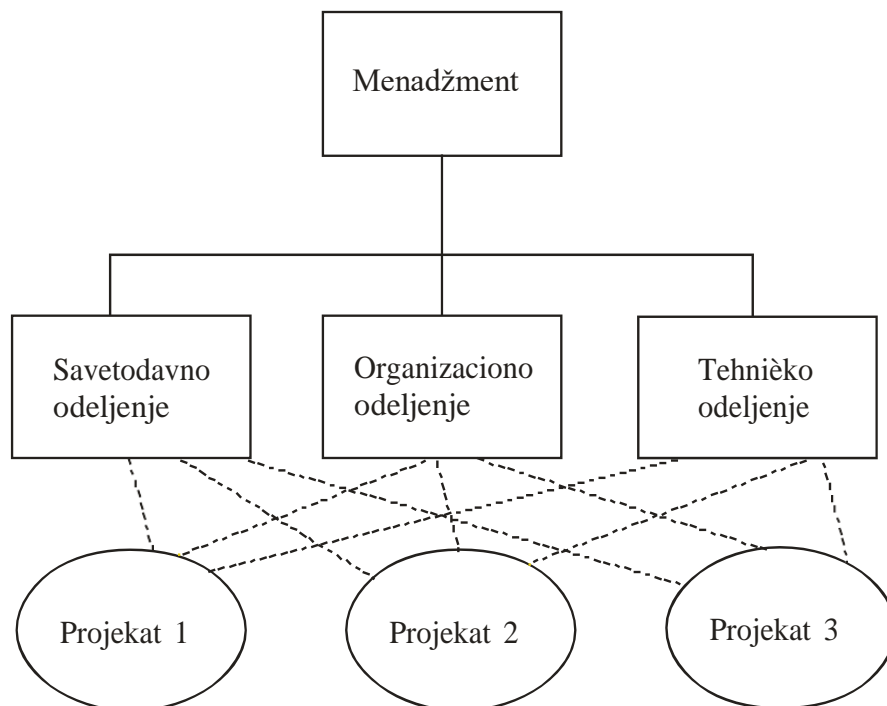 Menadžment
Savetodavno
odeljenje
Organizaciono
odeljenje
Tehnièko
odeljenje
Projekat 1
Projekat 2
Projekat 3